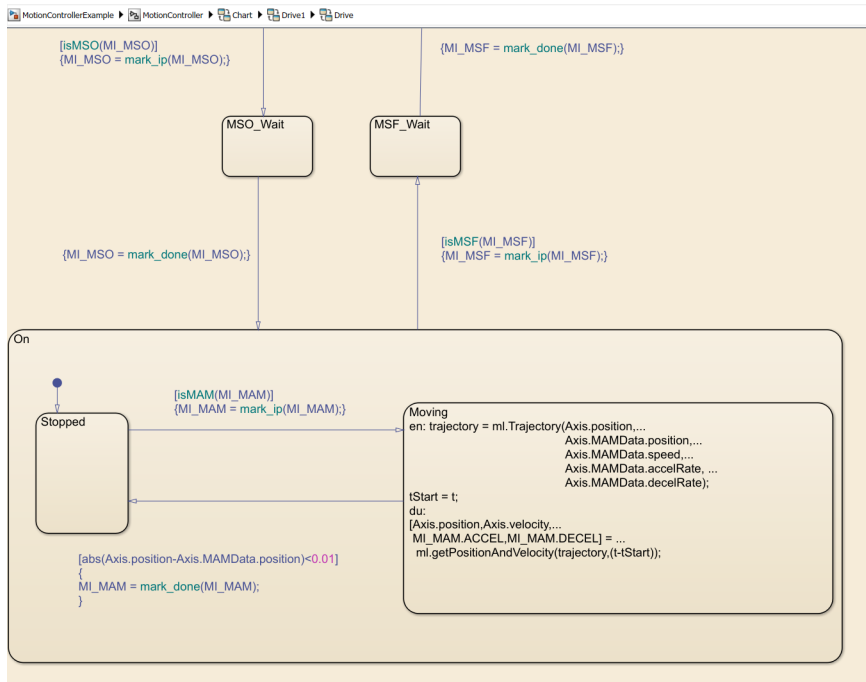 MotionControllerExample MotionController Chart Drive1 Drive
[isMSO(MI_MSO)]
{MI_MSO = mark_ip(MI_MSO);}
{MI_MSF = mark_done(MI_MSF);}
MSO_Wait
MSF_Wait
{MI_MSO = mark_done(MI_MSO);}
[isMSF(MI_MSF)]
{MI_MSF = mark_ip(MI_MSF);}
On
[isMAM(MI_MAM)]
{MI_MAM = mark_ip(MI_MAM);}
Stopped
Moving
en: trajectory = ml.Trajectory(Axis.position,...
Axis.MAMData.position,...
Axis.MAMData.speed,...
Axis.MAMData.accelRate, ...
Axis.MAMData.decelRate);
tStart = t;
du:
[Axis.position,Axis.velocity,...
MI_MAM.ACCEL,MI_MAM.DECEL] = ...
ml.getPositionAndVelocity(trajectory,(t-tStart));
[abs(Axis.position-Axis.MAMData.position)<0.01]
{
MI_MAM = mark_done(MI_MAM);
}